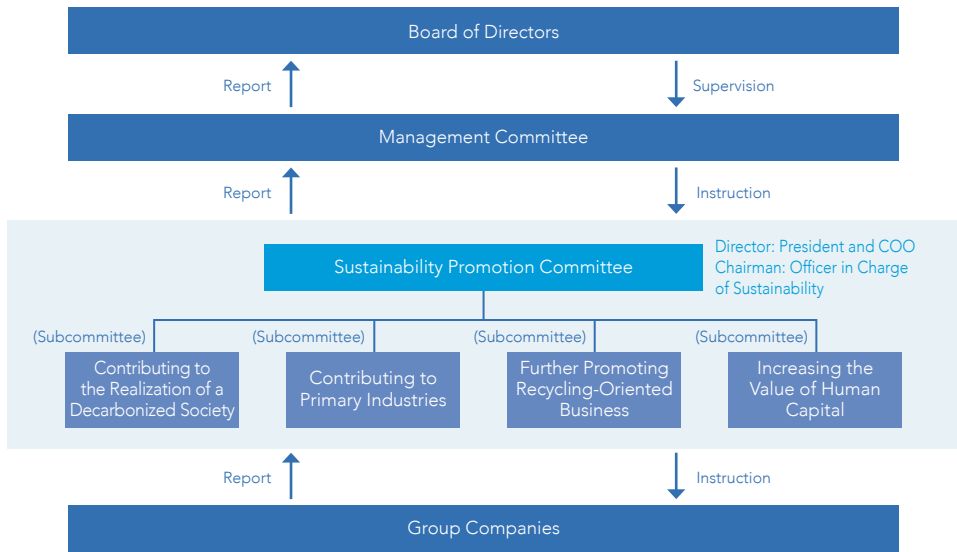 Board of Directors
Report
Supervision
Management Committee
Report
Instruction
Sustainability Promotion Committee
Director: President and COO
Chairman: Officer in Charge
of Sustainability
(Subcommittee)
(Subcommittee)
(Subcommittee)
(Subcommittee)
Contributing to
the Realization of a
Decarbonized Society
Contributing to
Primary Industries
Further Promoting
Recycling-Oriented
Business
Increasing the
Value of Human
Capital
Report
Instruction
Group Companies